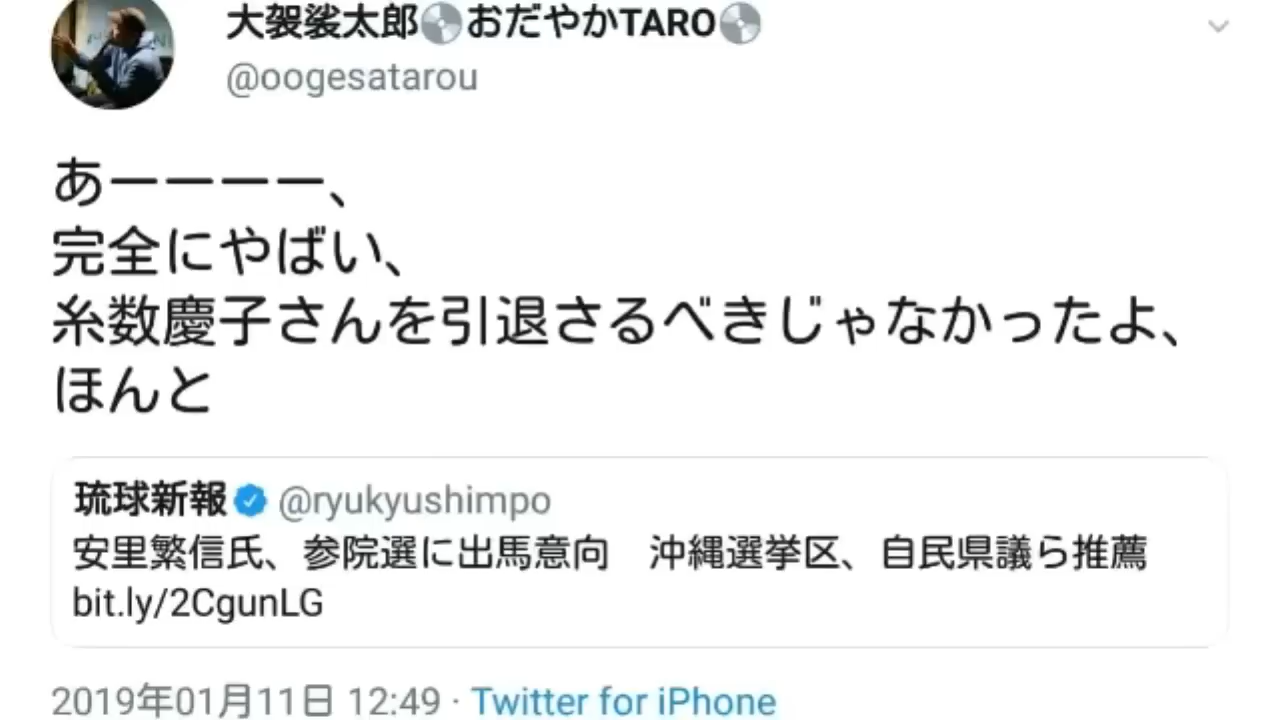 大袈裟太郎💿おだやかTARO💿
@oogesatarou
あーーーー、
完全にやばい、
糸数慶子さんを引退さるべきじゃなかったよ、
ほんと
琉球新報 @ryukyushimpo
安里繁信氏、参院選に出馬意向　沖縄選挙区、自民県議ら推薦
bit.ly/2CgunLG
2019年01月11日 12:49 · Twitter for iPhone